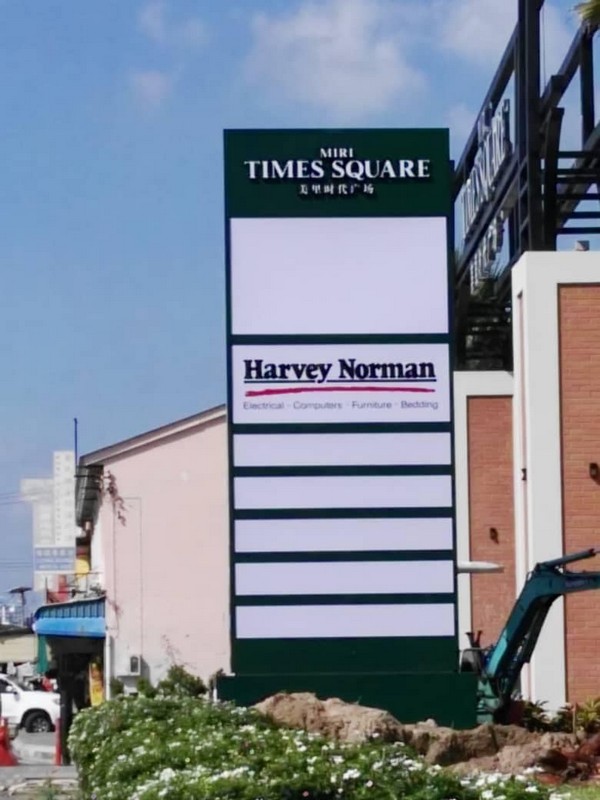 MIRI
TIMES SQUARE
美里时代广场
Harvey Norman
Electrical · Computers · Furniture · Bedding